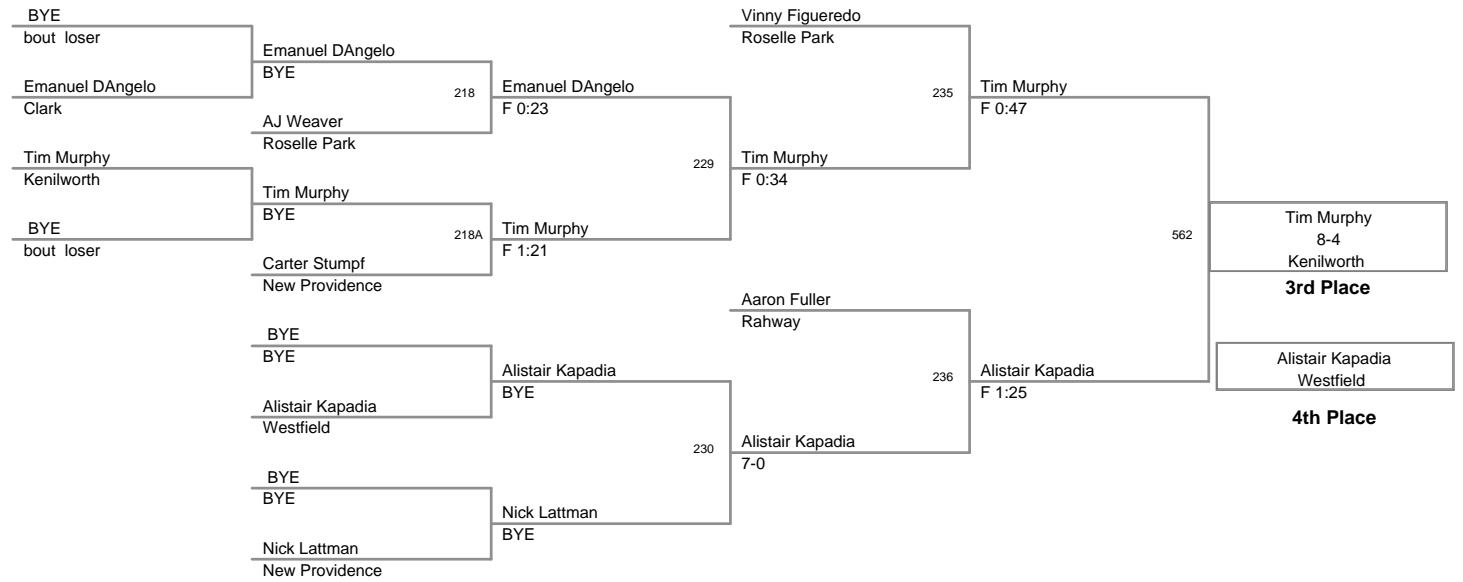 BYE
bout loser
Emanuel DAngelo
Clark
Tim Murphy
Kenilworth
BYE
bout loser
Emanuel DAngelo
BYE
218
AJ Weaver
Roselle Park
Tim Murphy
BYE
218A
Carter Stumpf
New Providence
BYE
BYE
Alistair Kapadia
Westfield
BYE
BYE
Nick Lattman
New Providence
Emanuel DAngelo
F 0:23
229
Tim Murphy
F 1:21
Alistair Kapadia
BYE
230
Nick Lattman
BYE
Vinny Figueredo
Roselle Park
235
Tim Murphy
F 0:34
Aaron Fuller
Rahway
236
Alistair Kapadia
7-0
Tim Murphy
F 0:47
562
Alistair Kapadia
F 1:25
Tim Murphy
8-4
Kenilworth
3rd Place
Alistair Kapadia
Westfield
4th Place